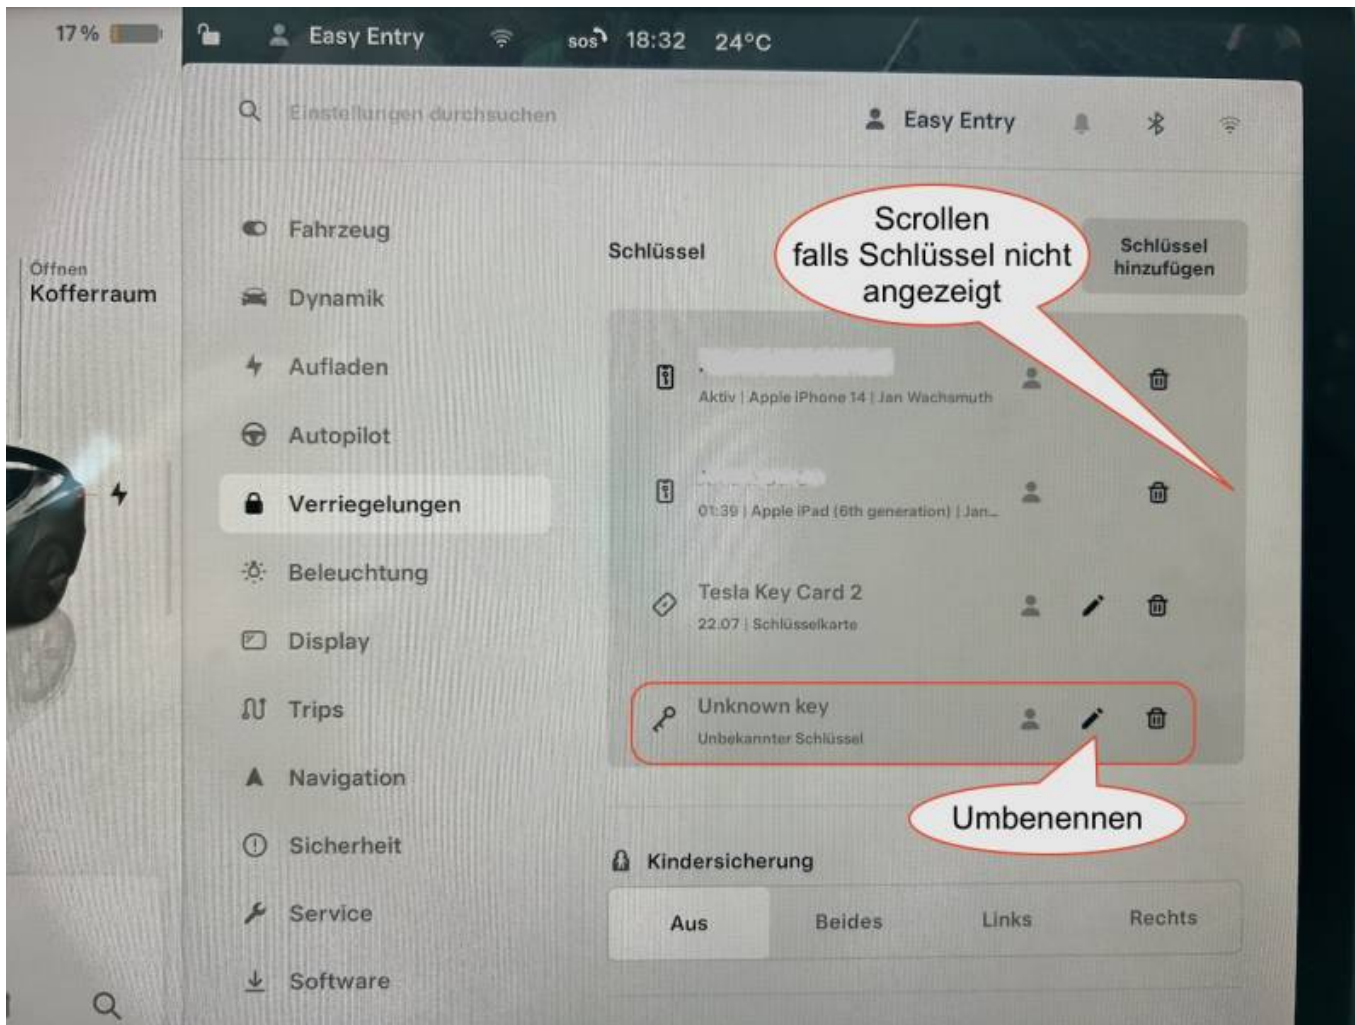 17 %
Easy Entry
sos
18:32
24°C
Einstellungen durchsuchen
Easy Entry
Öffnen
Kofferraum
Fahrzeug
Dynamik
Aufladen
Autopilot
Verriegelungen
Beleuchtung
Display
Trips
Navigation
Sicherheit
Service
Software
Schlüssel
Scrollen
falls Schlüssel nicht
angezeigt
Schlüssel
hinzufügen
Aktiv | Apple iPhone 14 | Jan Wachsmuth
01:39 | Apple iPad (6th generation) | Jan...
Tesla Key Card 2
22.07 | Schlüsselkarte
Unknown key
Unbekannter Schlüssel
Umbenennen
Kindersicherung
Aus
Beides
Links
Rechts